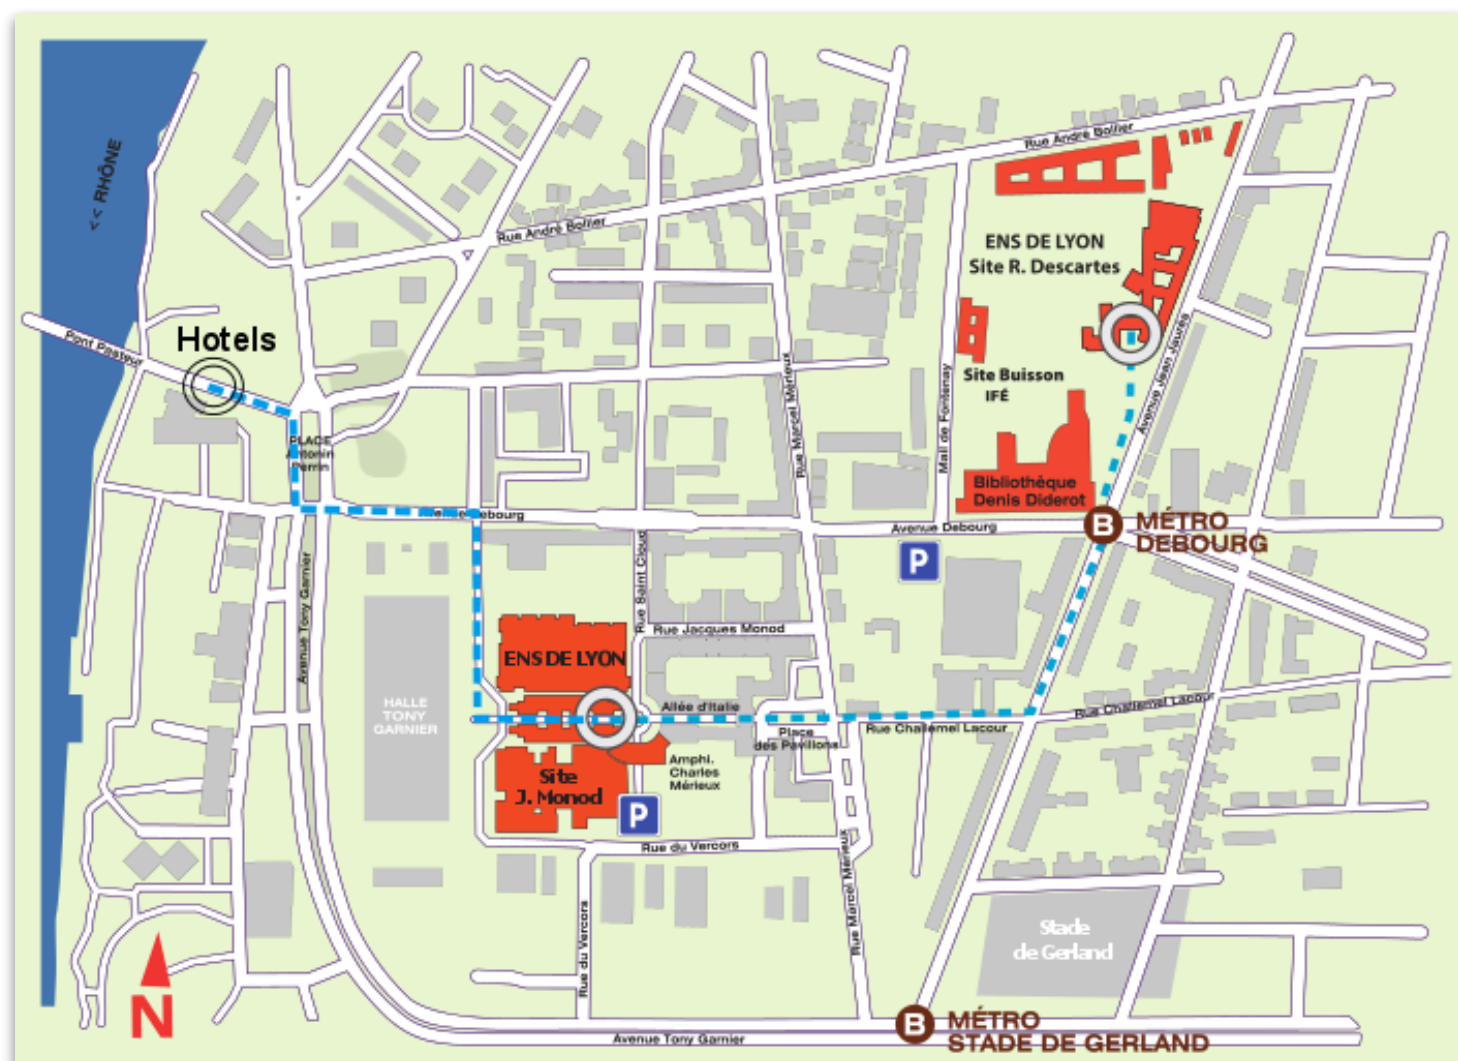 Rue André Bollier
<< RHÔNE
Rue André Bollier
ENS DE LYON
Site R. Descartes
Hotels
Pont Pasteur
Avenue Jean Jaurès
Rue Marcel Mérieux
Mail de Fontenay
Site Buisson
IFÉ
PLACE
Antonin
Perrin
Bibliothèque
Denis Diderot
Avenue Debourg
Avenue Debourg
B
MÉTRO
DEBOURG
P
Avenue Tony Garnier
Rue Saint Cloud
Rue Jacques Monod
ENS DE LYON
HALLE
TONY
GARNIER
Allée d'Italie
Place
des Pavillons
Rue Challemel Lacour
Rue Challemel Lacour
Amphi.
Charles
Mérieux
Site
J. Monod
P
Rue du Vercors
Rue Marcel Mérieux
Rue du Vercors
Stade
de Gerland
N
B
MÉTRO
STADE DE GERLAND
Avenue Tony Garnier